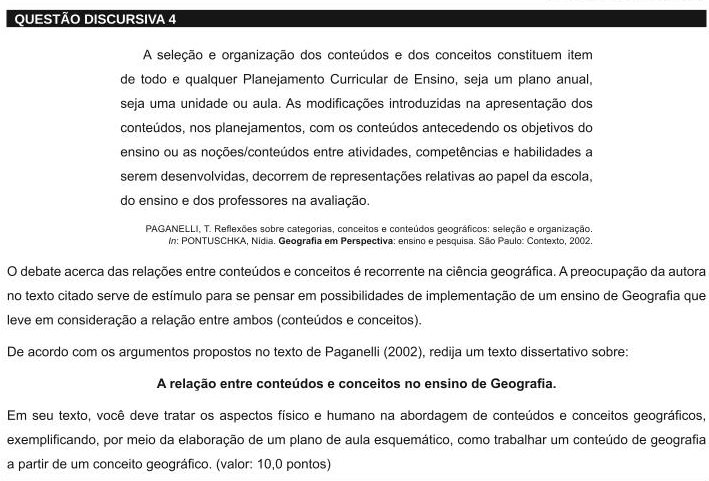 QUESTÃO DISCURSIVA 4
A seleção e organização dos conteúdos e dos conceitos constituem item
de todo e qualquer Planejamento Curricular de Ensino, seja um plano anual,
seja uma unidade ou aula. As modificações introduzidas na apresentação dos
conteúdos, nos planejamentos, com os conteúdos antecedendo os objetivos do
ensino ou as noções/conteúdos entre atividades, competências e habilidades a
serem desenvolvidas, decorrem de representações relativas ao papel da escola,
do ensino e dos professores na avaliação.
PAGANELLI, T. Reflexões sobre categorias, conceitos e conteúdos geográficos: seleção e organização.
In: PONTUSCHKA, Nídia. Geografia em Perspectiva: ensino e pesquisa. São Paulo: Contexto, 2002.
O debate acerca das relações entre conteúdos e conceitos é recorrente na ciência geográfica. A preocupação da autora
no texto citado serve de estímulo para se pensar em possibilidades de implementação de um ensino de Geografia que
leve em consideração a relação entre ambos (conteúdos e conceitos).
De acordo com os argumentos propostos no texto de Paganelli (2002), redija um texto dissertativo sobre:
A relação entre conteúdos e conceitos no ensino de Geografia.
Em seu texto, você deve tratar os aspectos físico e humano na abordagem de conteúdos e conceitos geográficos,
exemplificando, por meio da elaboração de um plano de aula esquemático, como trabalhar um conteúdo de geografia
a partir de um conceito geográfico. (valor: 10,0 pontos)